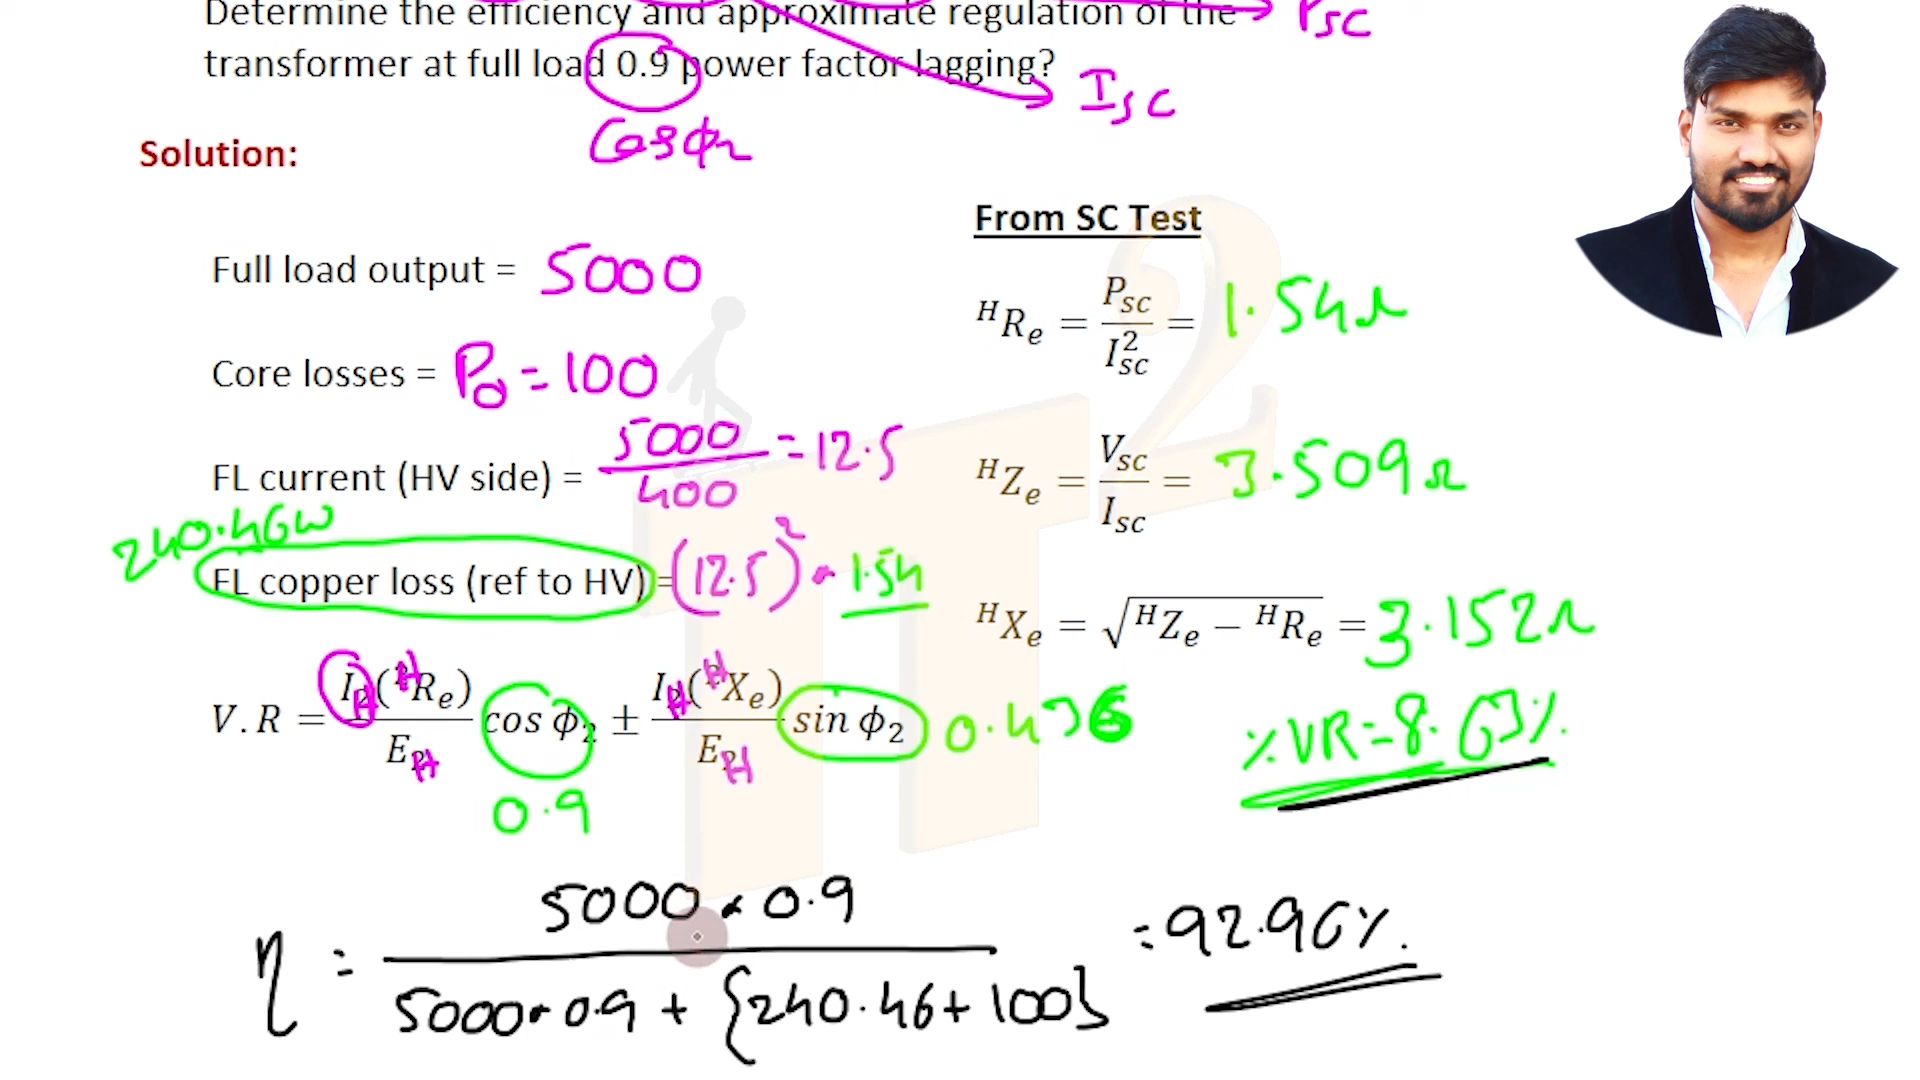 Determine the efficiency and approximate regulation of the
PSC
transformer at full load 0.9 power factor lagging?
ISC
Cosϕ2
Solution:
From SC Test
Full load output = 5000
HRe = Psc / Isc² = 1.54Ω
Core losses = P0 = 100
FL current (HV side) = 5000 / 400 = 12.5
HZe = Vsc / Isc = 3.509Ω
240.46W
FL copper loss (ref to HV) = (12.5)² × 1.54
HXe = √(HZe − HRe) = 3.152Ω
V.R = IH(HRe) / EH cos ϕ2 ± IH(HXe) / EH sin ϕ2 0.436
%VR = 8.63%.
0.9
η = 5000 × 0.9 / 5000 × 0.9 + {240.46 + 100} = 92.96%.